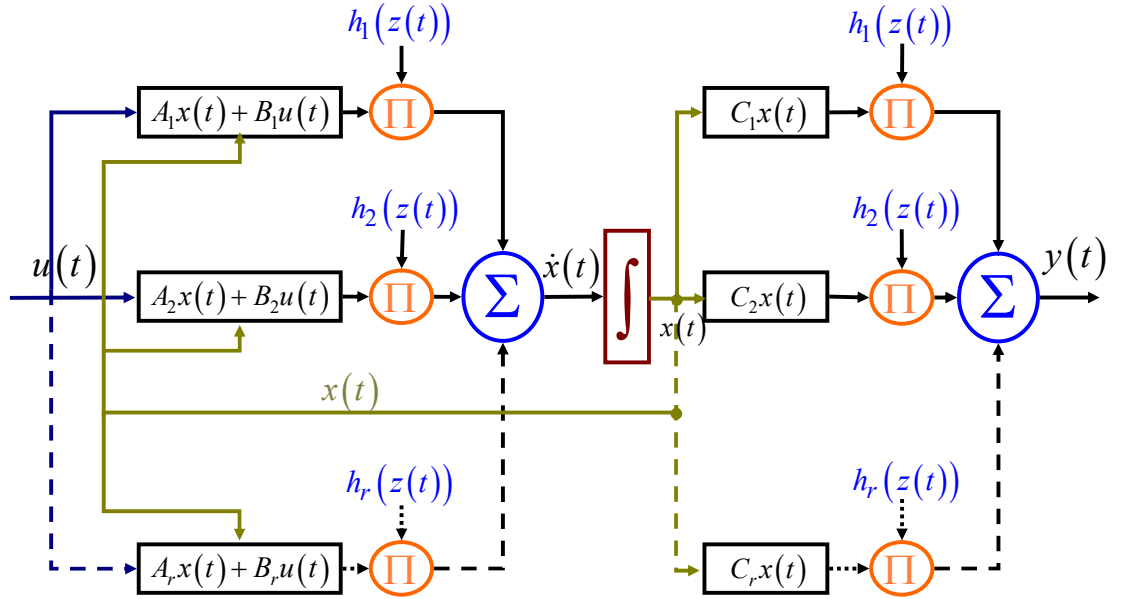 h₁(z(t))
h₁(z(t))
A₁x(t)+B₁u(t)
Π
C₁x(t)
Π
h₂(z(t))
h₂(z(t))
u(t)
ẋ(t)
y(t)
A₂x(t)+B₂u(t)
Π
Σ
∫
C₂x(t)
Π
Σ
x(t)
x(t)
hᵣ(z(t))
hᵣ(z(t))
Aᵣx(t)+Bᵣu(t)
Π
Cᵣx(t)
Π